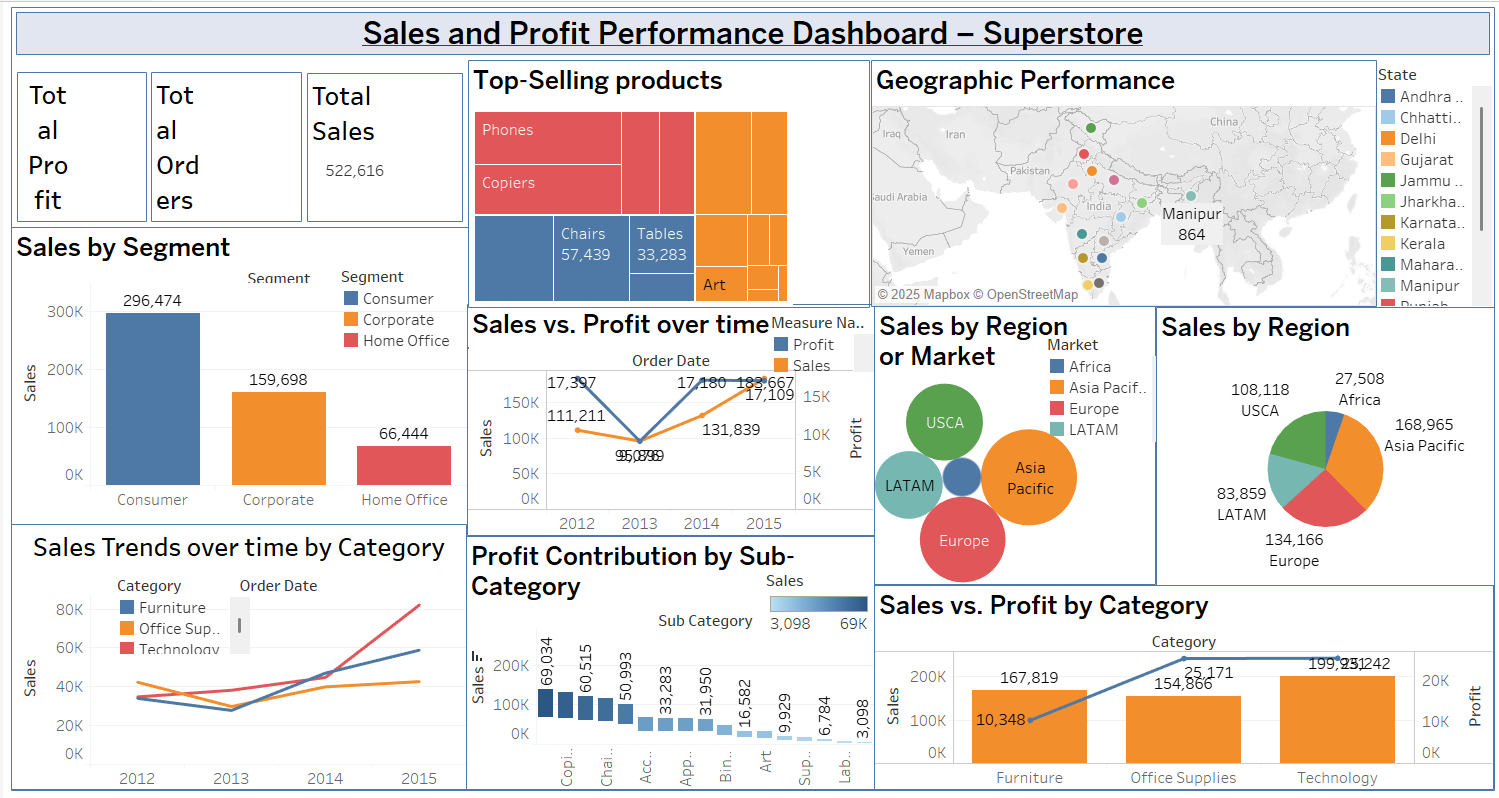 Sales and Profit Performance Dashboard – Superstore
Tot
al
Pro
fit
Tot
al
Ord
ers
Total
Sales
522,616
Top-Selling products
Phones
Copiers
Chairs
57,439
Tables
33,283
Art
Geographic Performance
Iraq
Iran
China
Pakistan
Saudi Arabia
India
Yemen
Manipur
864
© 2025 Mapbox © OpenStreetMap
State
Andhra ..
Chhatti..
Delhi
Gujarat
Jammu ..
Jharkha..
Karnata..
Kerala
Mahara..
Manipur
Punjab
Sales by Segment
Segment
Segment
Consumer
Corporate
Home Office
296,474
159,698
66,444
300K
200K
100K
0K
Sales
Consumer
Corporate
Home Office
Sales vs. Profit over time
Measure Na..
Profit
Sales
Order Date
17,397
17,180
183,667
17,109
111,211
131,839
150K
100K
50K
0K
Sales
15K
10K
5K
0K
Profit
2012
2013
2014
2015
Sales by Region
or Market
Market
Africa
Asia Pacif..
Europe
LATAM
USCA
Asia
Pacific
LATAM
Europe
Sales by Region
27,508
Africa
108,118
USCA
168,965
Asia Pacific
83,859
LATAM
134,166
Europe
Sales Trends over time by Category
Category
Order Date
Furniture
Office Sup..
Technology
80K
60K
40K
20K
0K
Sales
2012
2013
2014
2015
Profit Contribution by Sub-
Category
Sales
3,098
69K
Sub Category
69,034
60,515
50,993
33,283
31,950
16,582
9,929
6,784
3,098
200K
100K
0K
Sales
Copi..
Chai..
Acc..
App..
Bin..
Art
Sup..
Lab..
Sales vs. Profit by Category
Category
167,819
25,171
154,866
10,348
200K
100K
0K
Sales
20K
10K
0K
Profit
Furniture
Office Supplies
Technology